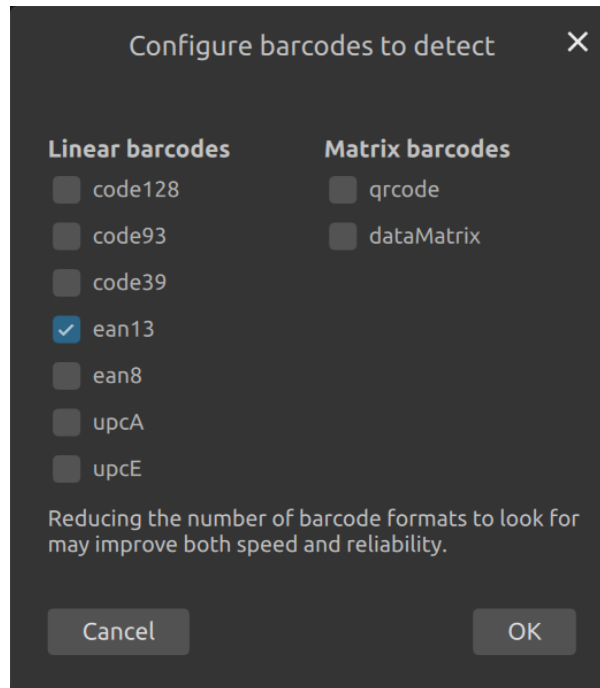 Configure barcodes to detect
Linear barcodes
code128
code93
code39
ean13
ean8
upcA
upcE
Matrix barcodes
qrcode
dataMatrix
Reducing the number of barcode formats to look for
may improve both speed and reliability.
Cancel
OK